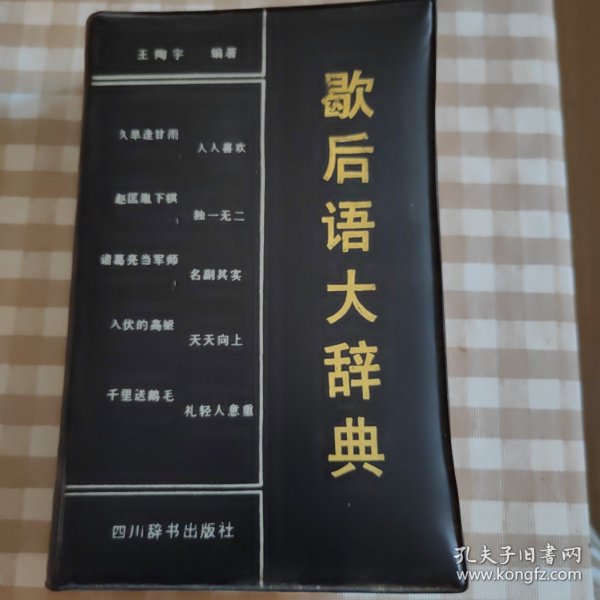 王陶宇 编著
歇后语大辞典
久旱逢甘雨
人人喜欢
赵匡胤下棋
独一无二
诸葛亮当军师
名副其实
入伏的高粱
天天向上
千里送鹅毛
礼轻人意重
四川辞书出版社
孔夫子旧书网
www.kongfz.com